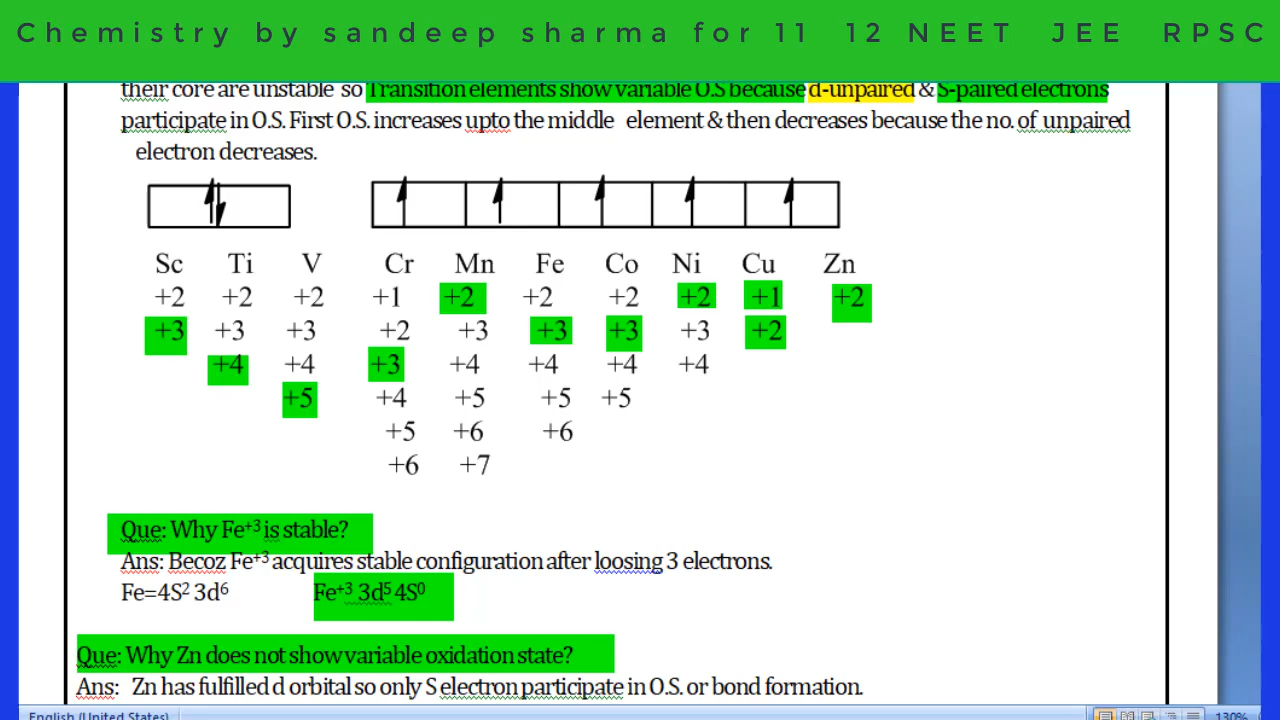 Chemistry by sandeep sharma for 11 12 NEET JEE RPSC
their core are unstable so Transition elements show variable O.S because d-unpaired & S-paired electrons
participate in O.S. First O.S. increases upto the middle element & then decreases because the no. of unpaired
electron decreases.
Sc Ti V Cr Mn Fe Co Ni Cu Zn
+2 +2 +2 +1 +2 +2 +2 +2 +1 +2
+3 +3 +3 +2 +3 +3 +3 +3 +2
+4 +4 +3 +4 +4 +4 +4
+5 +4 +5 +5 +5
+5 +6 +6
+6 +7
Que: Why Fe+3 is stable?
Ans: Becoz Fe+3 acquires stable configuration after loosing 3 electrons.
Fe=4S2 3d6 Fe+3 3d5 4S0
Que: Why Zn does not show variable oxidation state?
Ans: Zn has fulfilled d orbital so only S electron participate in O.S. or bond formation.
English (United States) 130%